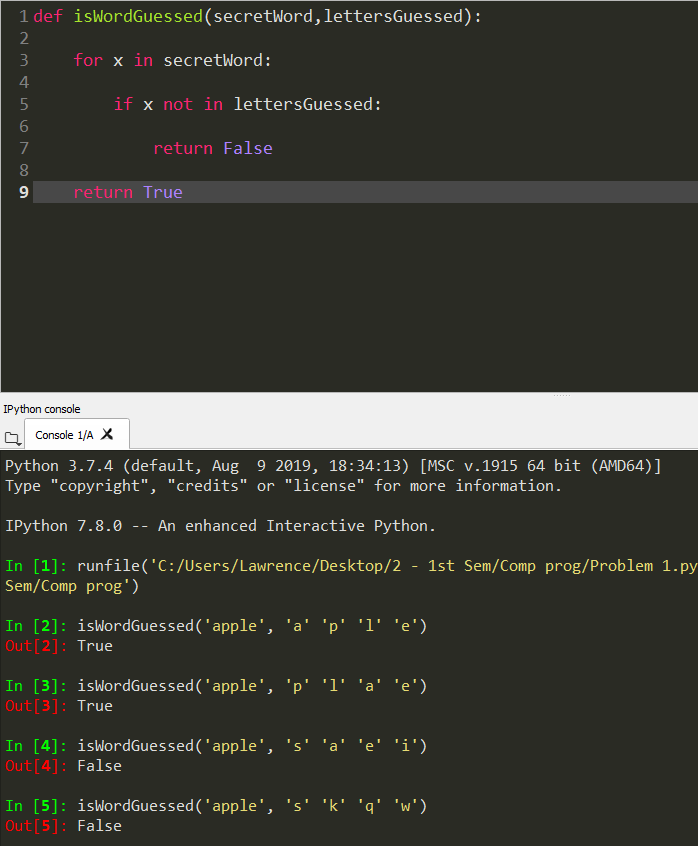 1 def isWordGuessed(secretWord,lettersGuessed):
2
3 for x in secretWord:
4
5 if x not in lettersGuessed:
6
7 return False
8
9 return True
IPython console
Console 1/A
Python 3.7.4 (default, Aug  9 2019, 18:34:13) [MSC v.1915 64 bit (AMD64)]
Type "copyright", "credits" or "license" for more information.
IPython 7.8.0 -- An enhanced Interactive Python.
In [1]: runfile('C:/Users/Lawrence/Desktop/2 - 1st Sem/Comp prog/Problem 1.py
Sem/Comp prog')
In [2]: isWordGuessed('apple', 'a' 'p' 'l' 'e')
Out[2]: True
In [3]: isWordGuessed('apple', 'p' 'l' 'a' 'e')
Out[3]: True
In [4]: isWordGuessed('apple', 's' 'a' 'e' 'i')
Out[4]: False
In [5]: isWordGuessed('apple', 's' 'k' 'q' 'w')
Out[5]: False